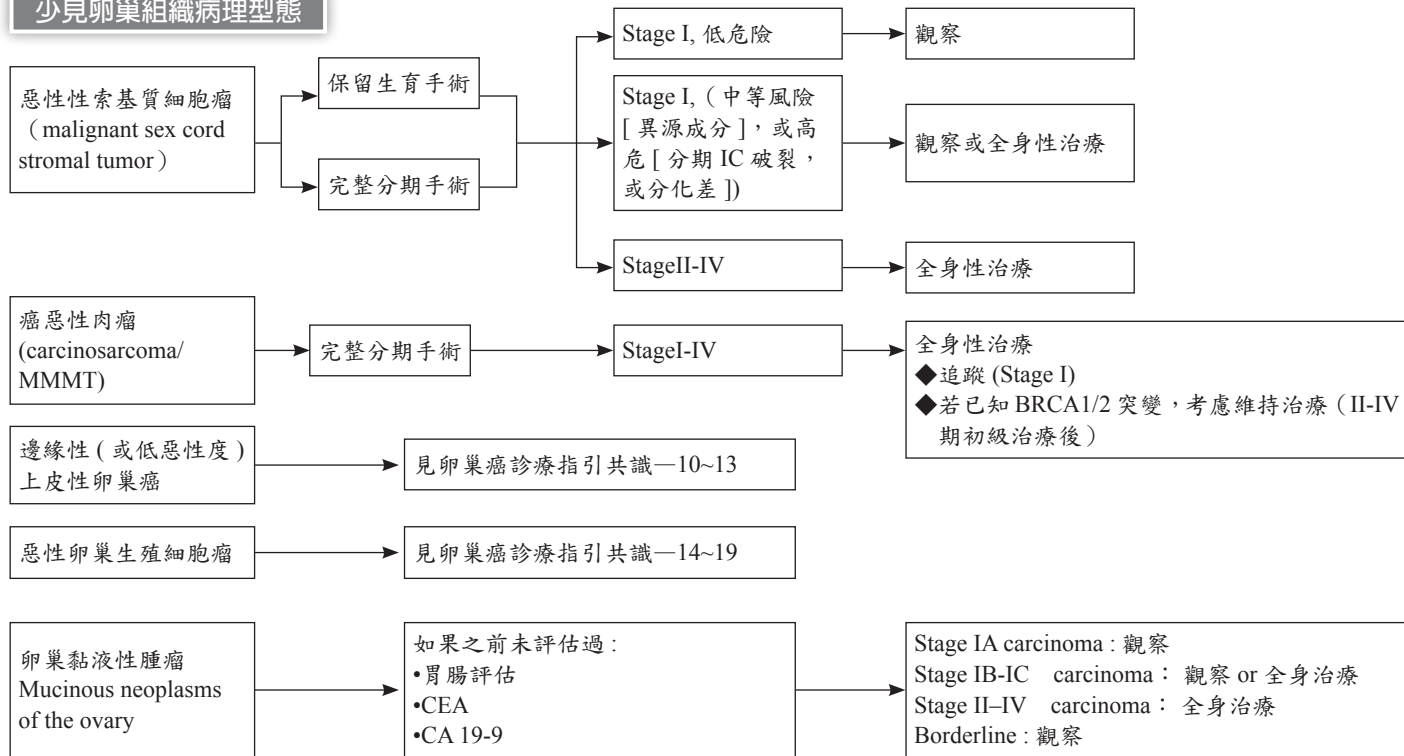 少見卵巢組織病理型態
惡性性索基質細胞瘤
（malignant sex cord
stromal tumor）
保留生育手術
完整分期手術
Stage I, 低危險
觀察
Stage I,（中等風險
[ 異源成分 ]，或高
危 [ 分期 IC 破裂，
或分化差 ])
觀察或全身性治療
StageII-IV
全身性治療
癌惡性肉瘤
(carcinosarcoma/
MMMT)
完整分期手術
StageI-IV
全身性治療
◆追蹤 (Stage I)
◆若已知 BRCA1/2 突變，考慮維持治療（II-IV
期初級治療後）
邊緣性 ( 或低惡性度 )
上皮性卵巢癌
見卵巢癌診療指引共識—10~13
惡性卵巢生殖細胞瘤
見卵巢癌診療指引共識—14~19
卵巢黏液性腫瘤
Mucinous neoplasms
of the ovary
如果之前未評估過 :
•胃腸評估
•CEA
•CA 19-9
Stage IA carcinoma : 觀察
Stage IB-IC carcinoma： 觀察 or 全身治療
Stage II–IV carcinoma： 全身治療
Borderline : 觀察